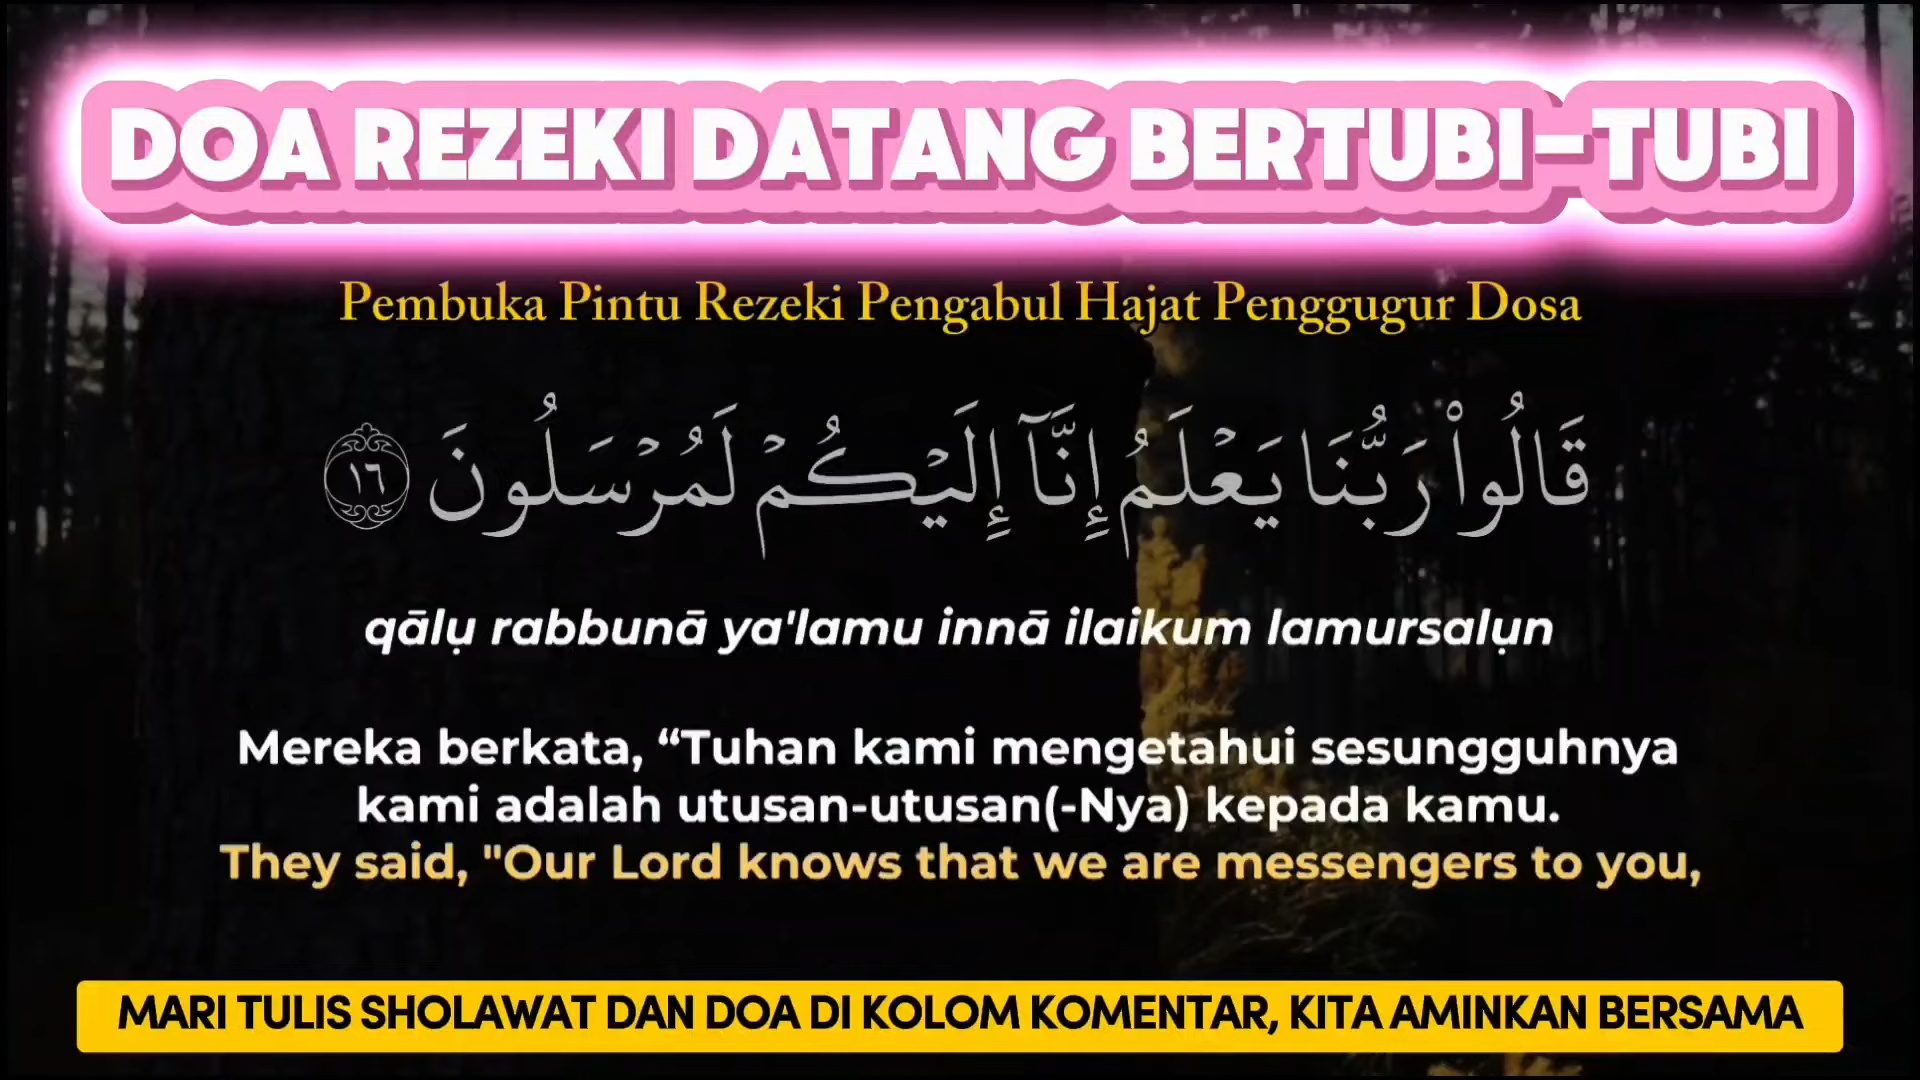 DOA REZEKI DATANG BERTUBI-TUBI
Pembuka Pintu Rezeki Pengabul Hajat Penggugur Dosa
قَالُوا۟ رَبُّنَا يَعْلَمُ إِنَّآ إِلَيْكُمْ لَمُرْسَلُونَ ١٦
qālụ rabbunā ya'lamu innā ilaikum lamursalụn
Mereka berkata, “Tuhan kami mengetahui sesungguhnya
kami adalah utusan-utusan(-Nya) kepada kamu.
They said, "Our Lord knows that we are messengers to you,
MARI TULIS SHOLAWAT DAN DOA DI KOLOM KOMENTAR, KITA AMINKAN BERSAMA